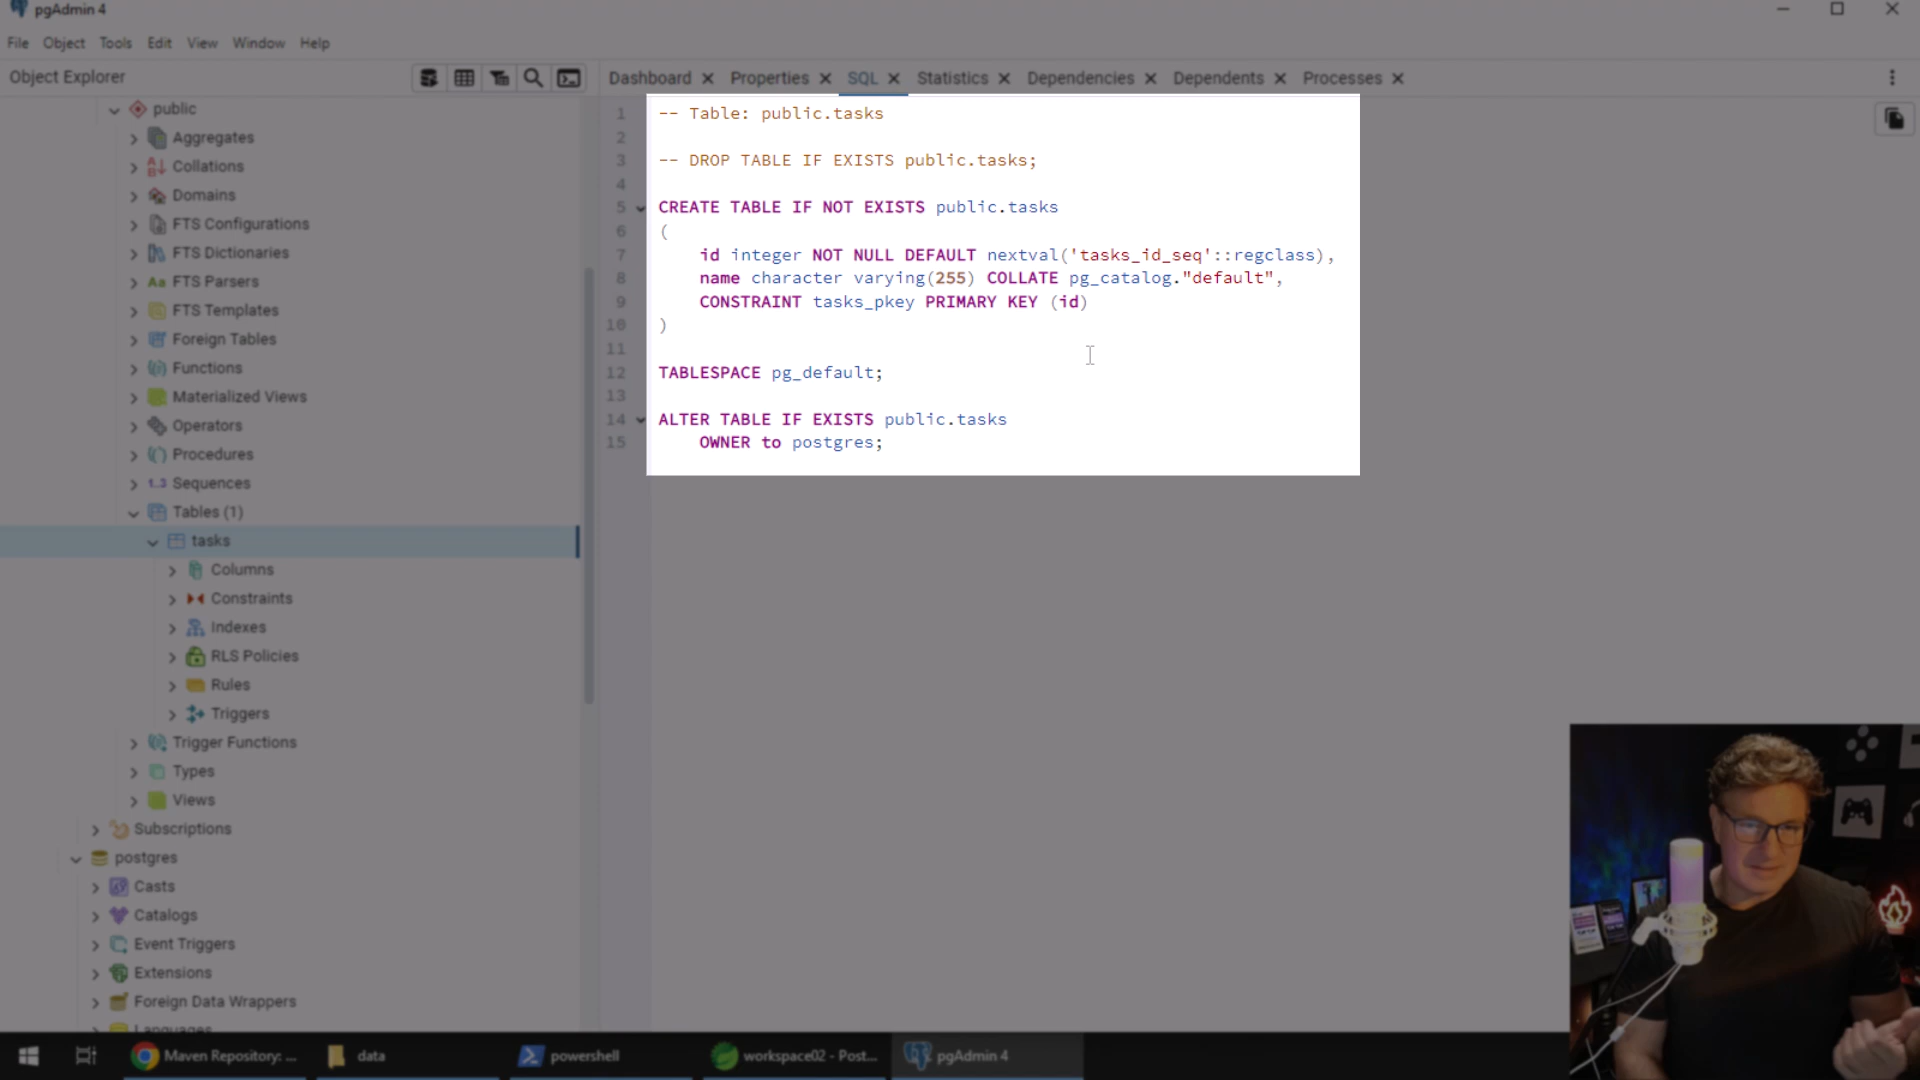 pgAdmin 4
File Object Tools Edit View Window Help
Object Explorer
Dashboard Properties SQL Statistics Dependencies Dependents Processes
public
Aggregates
Collations
Domains
FTS Configurations
FTS Dictionaries
Aa FTS Parsers
FTS Templates
Foreign Tables
Functions
Materialized Views
Operators
Procedures
1..3 Sequences
Tables (1)
tasks
Columns
Constraints
Indexes
RLS Policies
Rules
Triggers
Trigger Functions
Types
Views
Subscriptions
postgres
Casts
Catalogs
Event Triggers
Extensions
Foreign Data Wrappers
Languages
1 -- Table: public.tasks
2
3 -- DROP TABLE IF EXISTS public.tasks;
4
5 CREATE TABLE IF NOT EXISTS public.tasks
6 (
7 id integer NOT NULL DEFAULT nextval('tasks_id_seq'::regclass),
8 name character varying(255) COLLATE pg_catalog."default",
9 CONSTRAINT tasks_pkey PRIMARY KEY (id)
10 )
11
12 TABLESPACE pg_default;
13
14 ALTER TABLE IF EXISTS public.tasks
15 OWNER to postgres;
Maven Repository: ...
data
powershell
workspace02 - Post...
pgAdmin 4